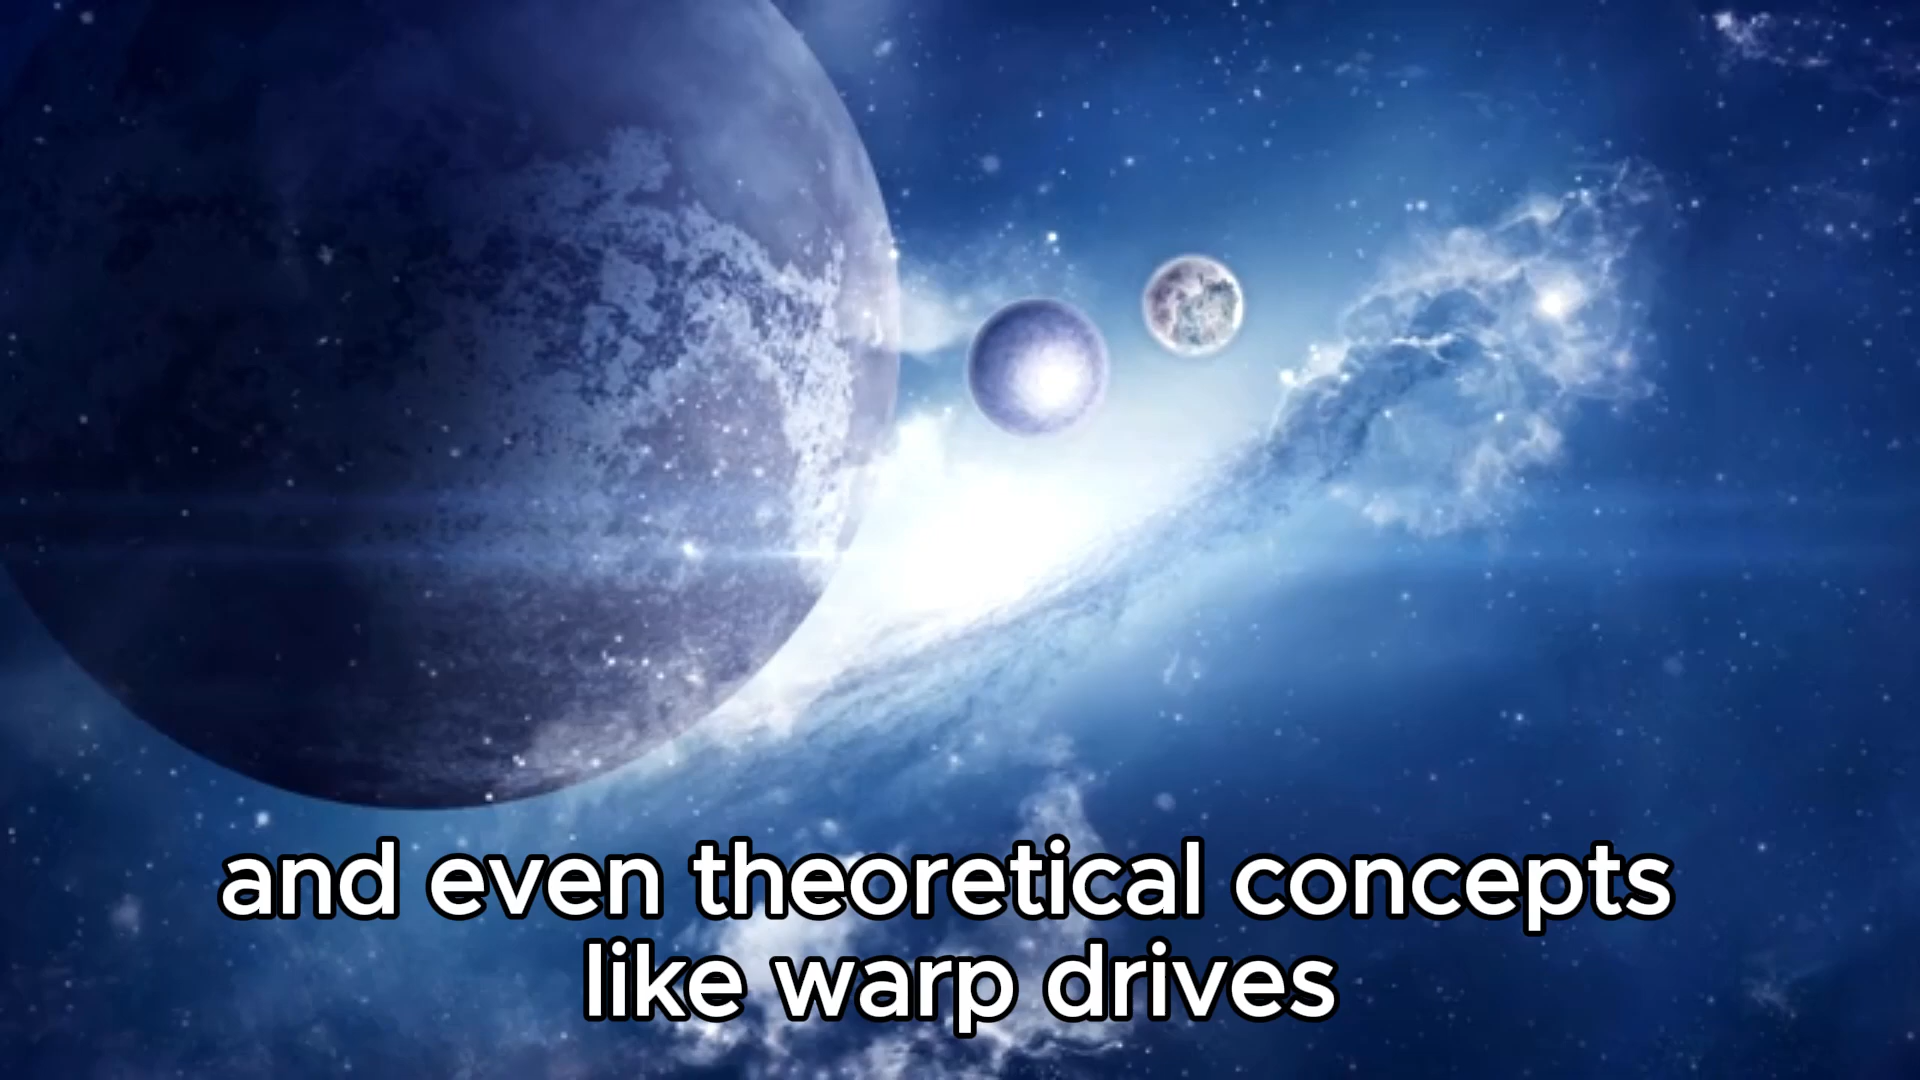 and even theoretical concepts
like warp drives